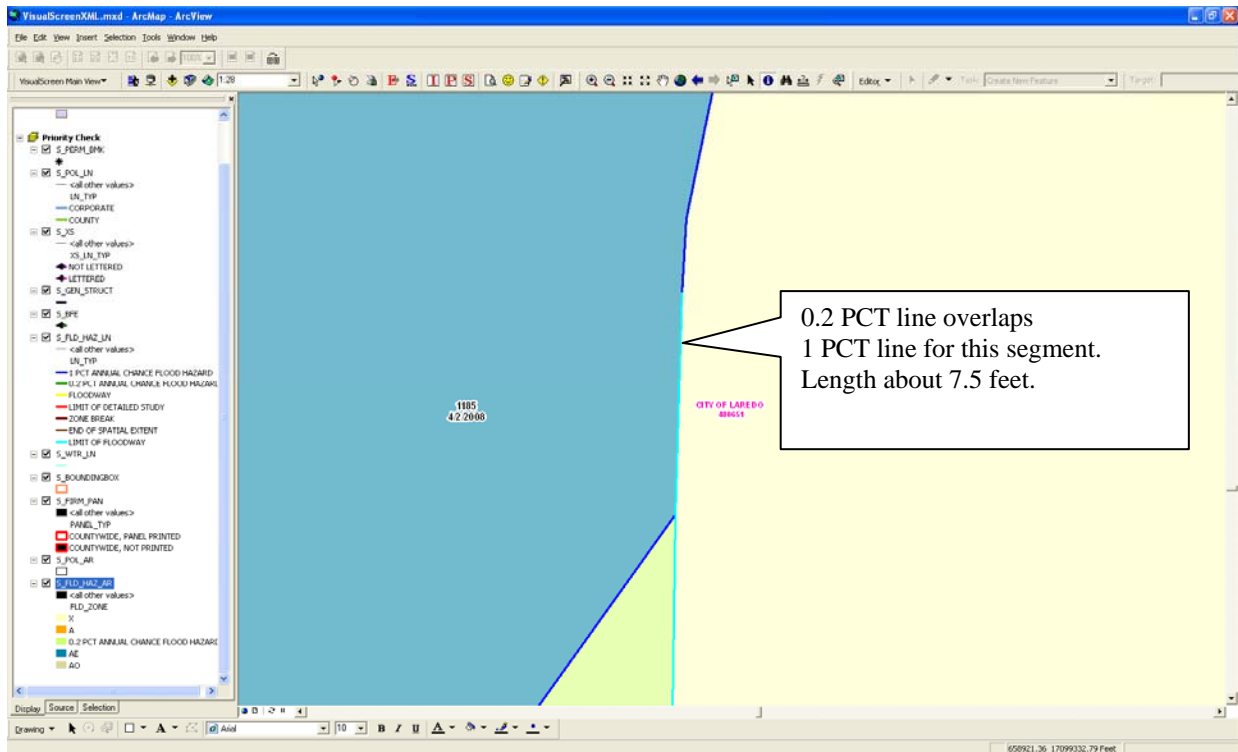 VisualScreenXML.mxd - ArcMap - ArcView
File Edit View Insert Selection Tools Window Help
100%
VisualScreen Main View 1:28 Editor Task: Create New Feature Target:
Priority Check
S_PERM_BMK
S_POL_LN
<all other values>
LN_TYP
CORPORATE
COUNTY
S_XS
<all other values>
XS_LN_TYP
NOT LETTERED
LETTERED
S_GEN_STRUCT
S_BFE
S_FLD_HAZ_LN
<all other values>
LN_TYP
1 PCT ANNUAL CHANCE FLOOD HAZARD
0.2 PCT ANNUAL CHANCE FLOOD HAZARD
FLOODWAY
LIMIT OF DETAILED STUDY
ZONE BREAK
END OF SPATIAL EXTENT
LIMIT OF FLOODWAY
S_WTR_LN
S_BOUNDINGBOX
S_FIRM_PAN
<all other values>
PANEL_TYP
COUNTYWIDE, PANEL PRINTED
COUNTYWIDE, NOT PRINTED
S_POL_AR
S_FLD_HAZ_AR
<all other values>
FLD_ZONE
X
A
0.2 PCT ANNUAL CHANCE FLOOD HAZARD
AE
AO
Display Source Selection
1185
4.2.2008
CITY OF LAREDO
480651
0.2 PCT line overlaps
1 PCT line for this segment.
Length about 7.5 feet.
Drawing A Arial 10 B I U A
658921.36 17099332.79 Feet